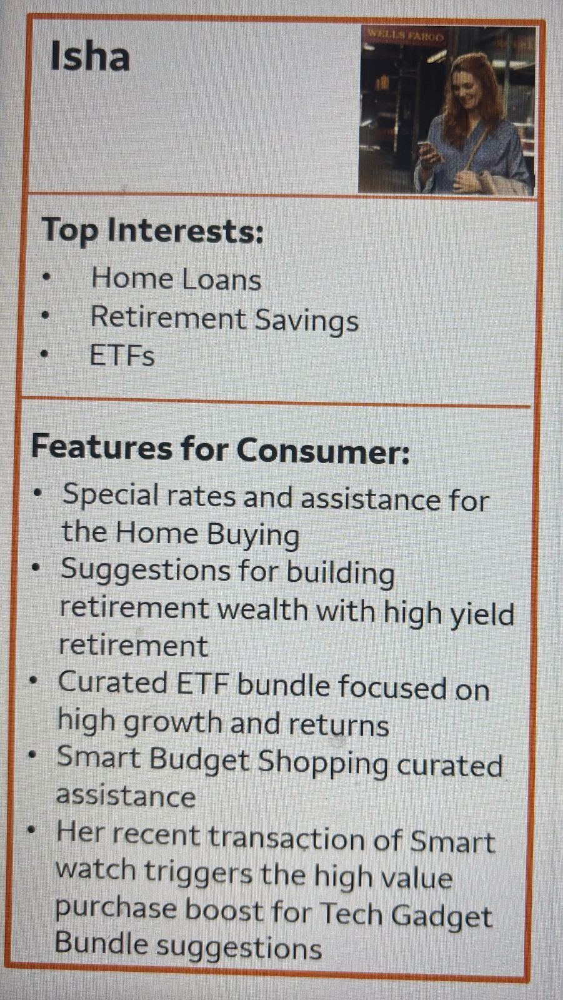 Isha
WELLS FARGO
Top Interests:
• Home Loans
• Retirement Savings
• ETFs
Features for Consumer:
• Special rates and assistance for
the Home Buying
• Suggestions for building
retirement wealth with high yield
retirement
• Curated ETF bundle focused on
high growth and returns
• Smart Budget Shopping curated
assistance
• Her recent transaction of Smart
watch triggers the high value
purchase boost for Tech Gadget
Bundle suggestions